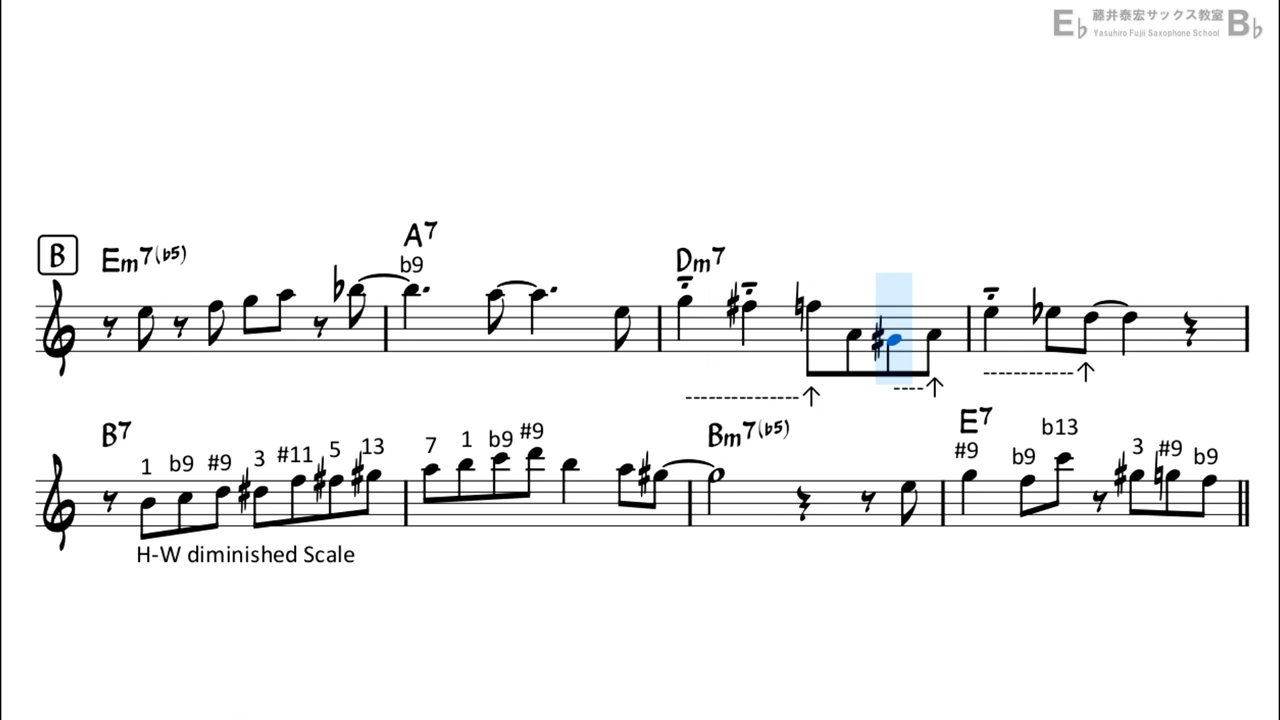 E♭ 藤井泰宏サックス教室 B♭
Yasuhiro Fujii Saxophone School
B Em7(♭5) A7 Dm7
b9
B7 Bm7(♭5) E7
1 b9 #9 3 #11 5 13 7 1 b9 #9 #9 b9 b13 3 #9 b9
H-W diminished Scale